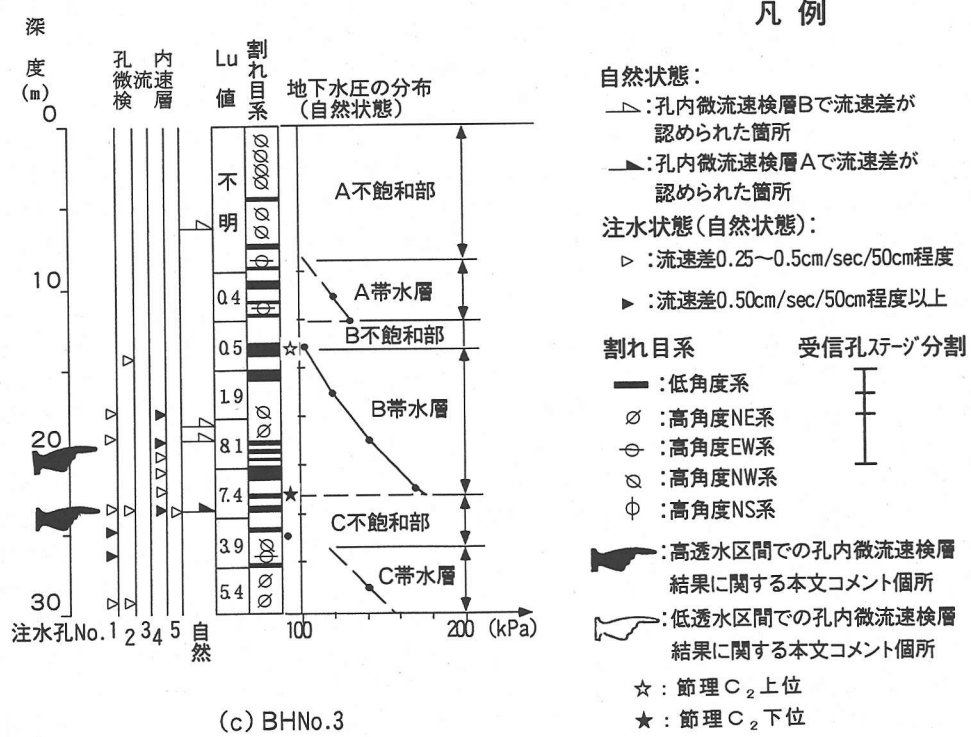 深度(m)
孔内微流速検層
Lu値
割れ目系
地下水圧の分布
(自然状態)
0
10
20
30
不明
0.4
0.5
1.9
8.1
7.4
3.9
5.4
A不飽和部
A帯水層
B不飽和部
B帯水層
C不飽和部
C帯水層
注水孔No.1 2 3 4 5 自然
100 200 (kPa)
(c) BHNo.3
凡例
自然状態:
:孔内微流速検層Bで流速差が
認められた箇所
:孔内微流速検層Aで流速差が
認められた箇所
注水状態(自然状態):
▷:流速差0.25~0.5cm/sec/50cm程度
▶:流速差0.50cm/sec/50cm程度以上
割れ目系 受信孔ステージ分割
:低角度系
:高角度NE系
:高角度EW系
:高角度NW系
:高角度NS系
:高透水区間での孔内微流速検層
結果に関する本文コメント個所
:低透水区間での孔内微流速検層
結果に関する本文コメント個所
☆:節理C₂上位
★:節理C₂下位